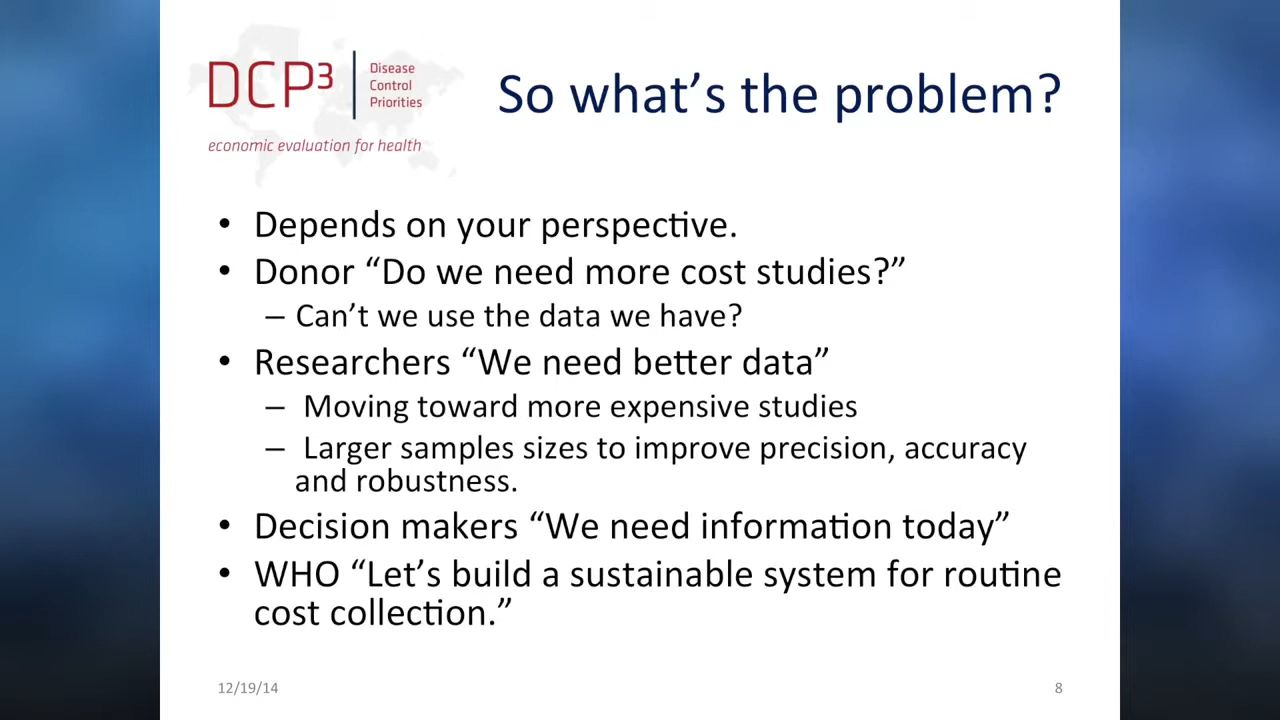 DCP3
Disease
Control
Priorities
economic evaluation for health
So what's the problem?
• Depends on your perspective.
• Donor “Do we need more cost studies?”
– Can't we use the data we have?
• Researchers “We need better data”
– Moving toward more expensive studies
– Larger samples sizes to improve precision, accuracy
and robustness.
• Decision makers “We need information today”
• WHO “Let's build a sustainable system for routine
cost collection.”
12/19/14
8